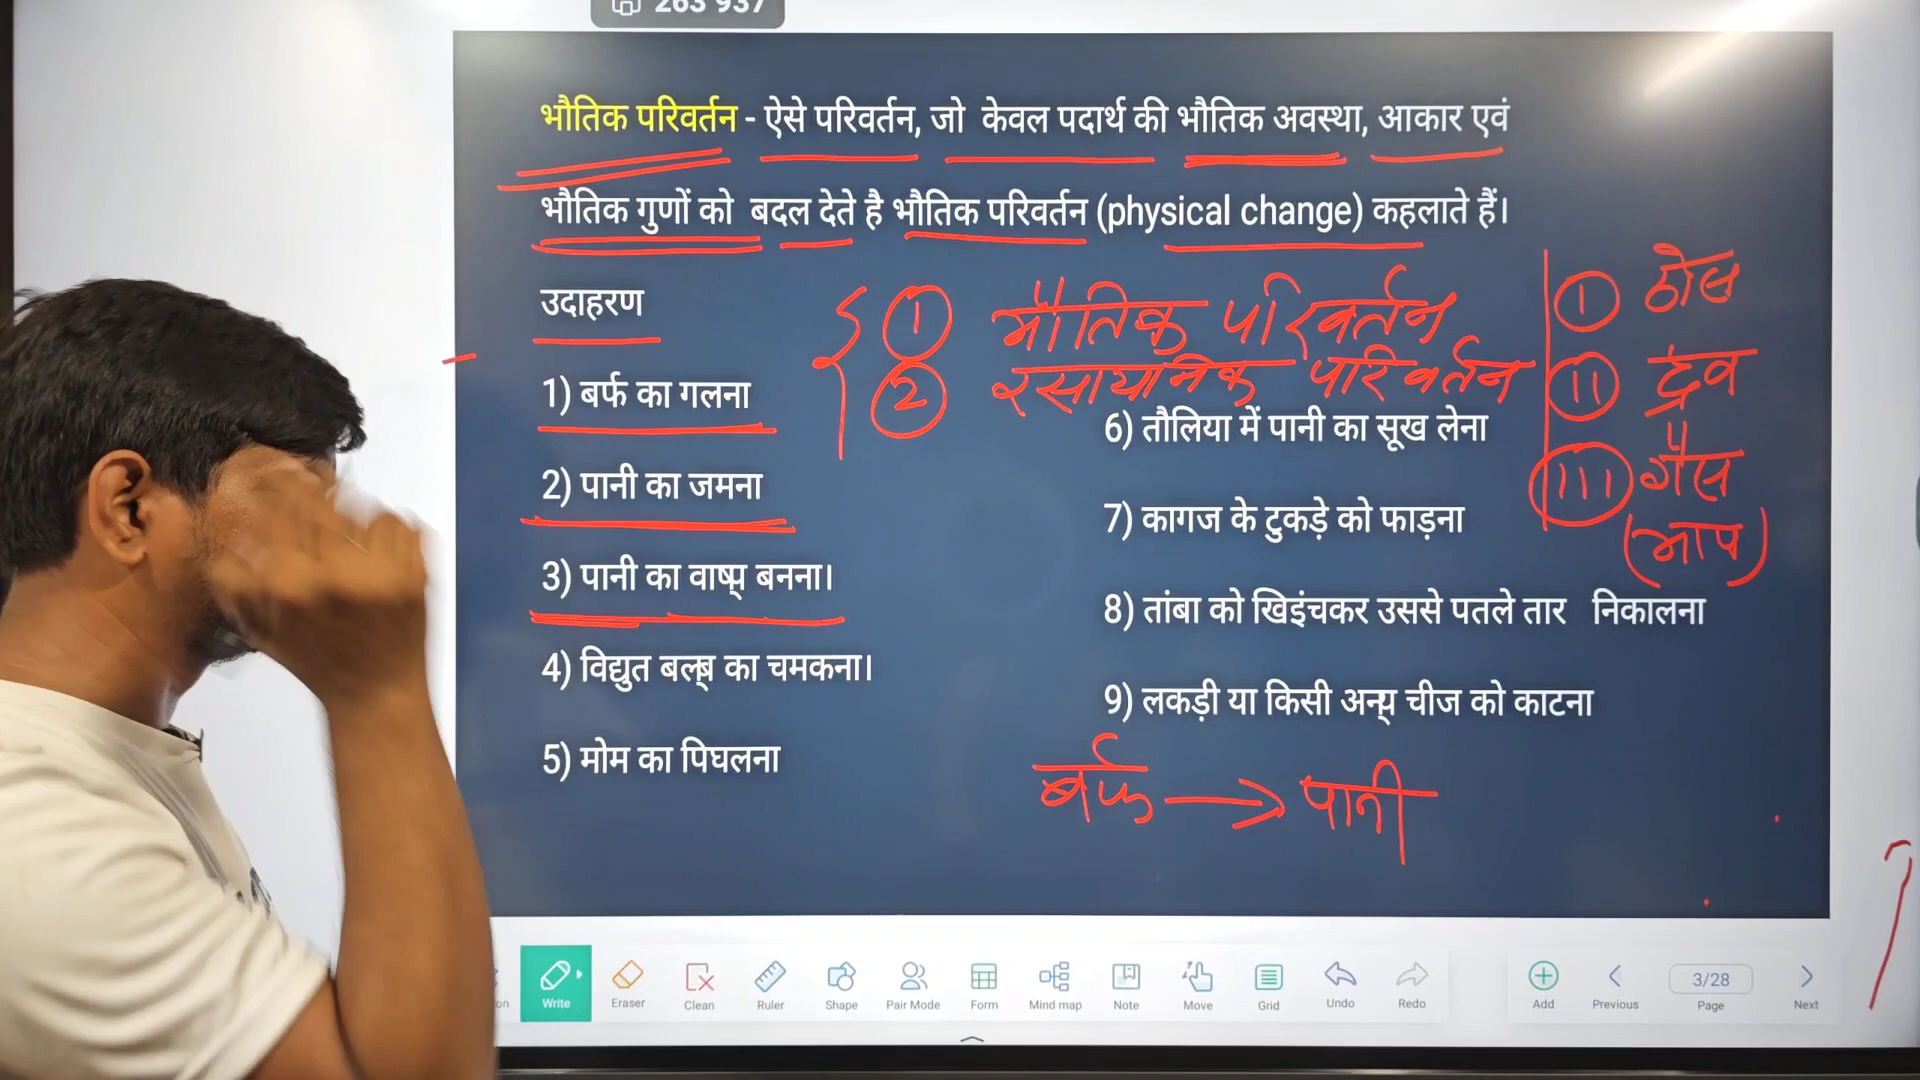 263 937
भौतिक परिवर्तन - ऐसे परिवर्तन, जो केवल पदार्थ की भौतिक अवस्था, आकार एवं
भौतिक गुणों को बदल देते है भौतिक परिवर्तन (physical change) कहलाते हैं।
उदाहरण
1) बर्फ का गलना
2) पानी का जमना
3) पानी का वाष्प बनना।
4) विद्युत बल्ब का चमकना।
5) मोम का पिघलना
① भौतिक परिवर्तन
② रसायनिक परिवर्तन
6) तौलिया में पानी का सूख लेना
7) कागज के टुकड़े को फाड़ना
8) तांबा को खिइंचकर उससे पतले तार निकालना
9) लकड़ी या किसी अन्य चीज को काटना
बर्फ → पानी
I ठोस
II द्रव
III गैस
(भाप)
on
Write
Eraser
Clean
Ruler
Shape
Pair Mode
Form
Mind map
Note
Move
Grid
Undo
Redo
Add
Previous
3/28
Page
Next